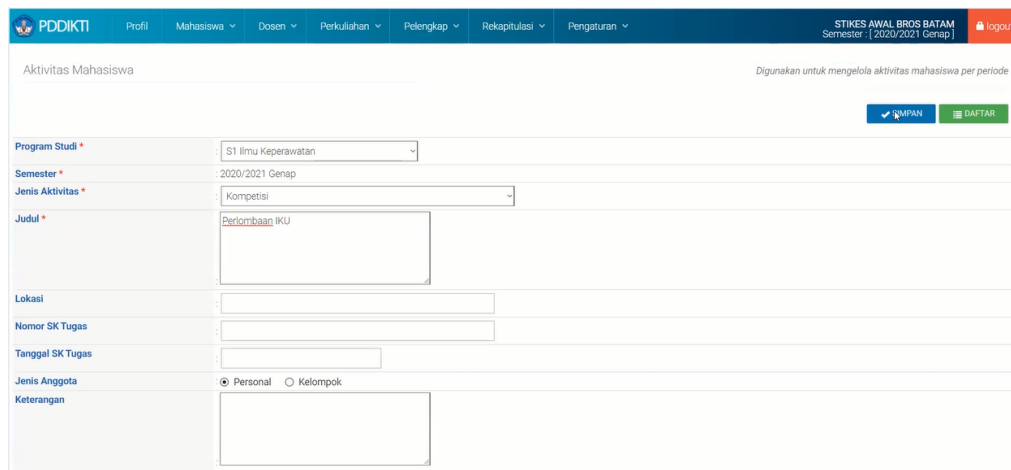 PDDIKTI Profil Mahasiswa Dosen Perkuliahan Pelengkap Rekapitulasi Pengaturan STIKES AWAL BROS BATAM logout
Semester : [ 2020/2021 Genap ]
Aktivitas Mahasiswa Digunakan untuk mengelola aktivitas mahasiswa per periode
SIMPAN DAFTAR
Program Studi * : S1 Ilmu Keperawatan
Semester * : 2020/2021 Genap
Jenis Aktivitas * : Kompetisi
Judul * : Perlombaan IKU
Lokasi :
Nomor SK Tugas :
Tanggal SK Tugas :
Jenis Anggota : Personal Kelompok
Keterangan :